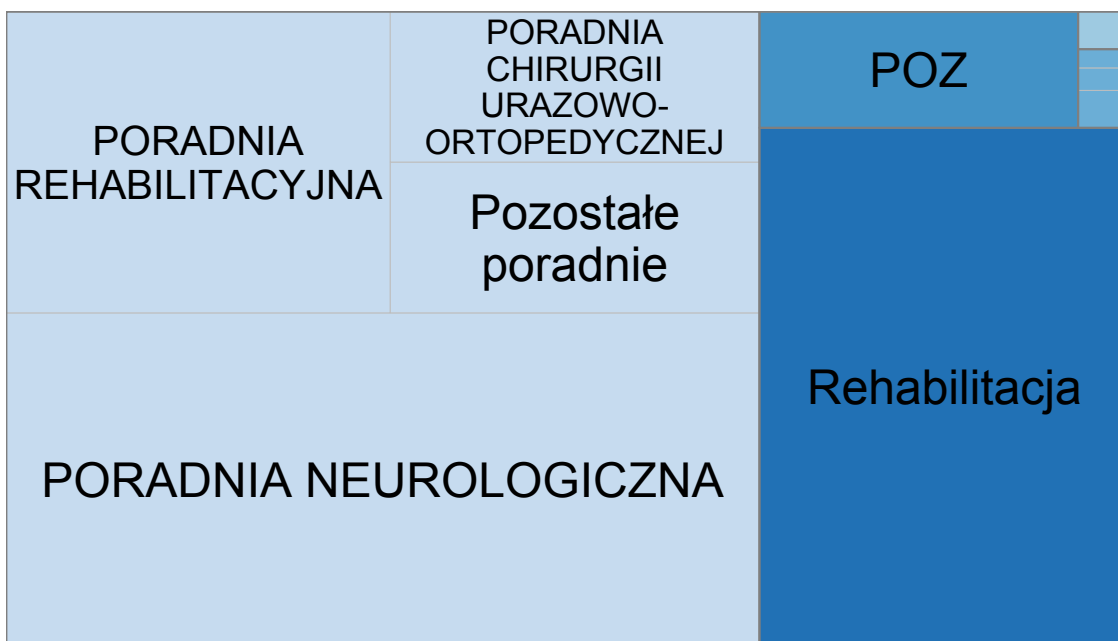 PORADNIA
REHABILITACYJNA
PORADNIA
CHIRURGII
URAZOWO-
ORTOPEDYCZNEJ
Pozostałe
poradnie
PORADNIA NEUROLOGICZNA
POZ
Rehabilitacja